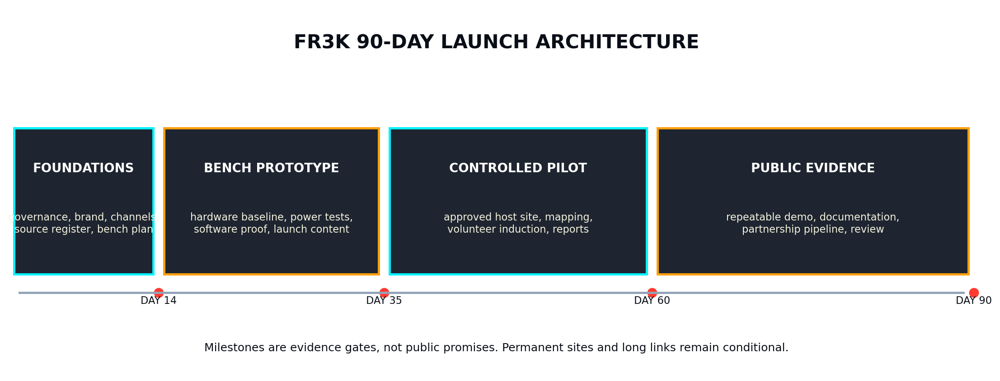 FR3K 90-DAY LAUNCH ARCHITECTURE
FOUNDATIONS
governance, brand, channels,
source register, bench plan
BENCH PROTOTYPE
hardware baseline, power tests,
software proof, launch content
CONTROLLED PILOT
approved host site, mapping,
volunteer induction, reports
PUBLIC EVIDENCE
repeatable demo, documentation,
partnership pipeline, review
DAY 14
DAY 35
DAY 60
DAY 90
Milestones are evidence gates, not public promises. Permanent sites and long links remain conditional.